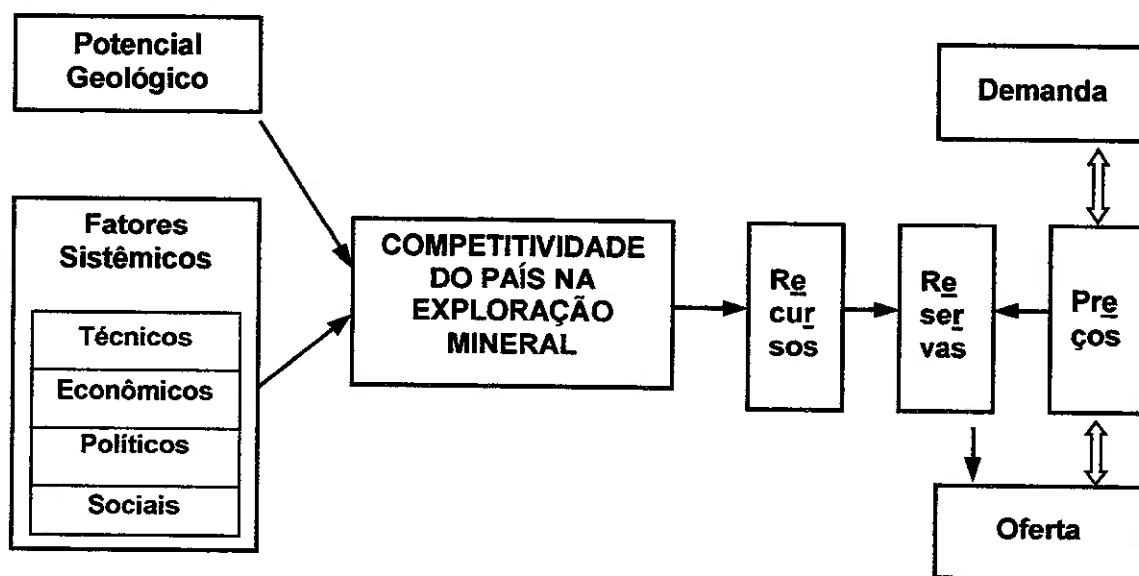 Potencial
Geológico
Fatores
Sistêmicos
Técnicos
Econômicos
Políticos
Sociais
COMPETITIVIDADE
DO PAÍS NA
EXPLORAÇÃO
MINERAL
Re
cur
sos
Re
ser
vas
Demanda
Pre
ços
Oferta